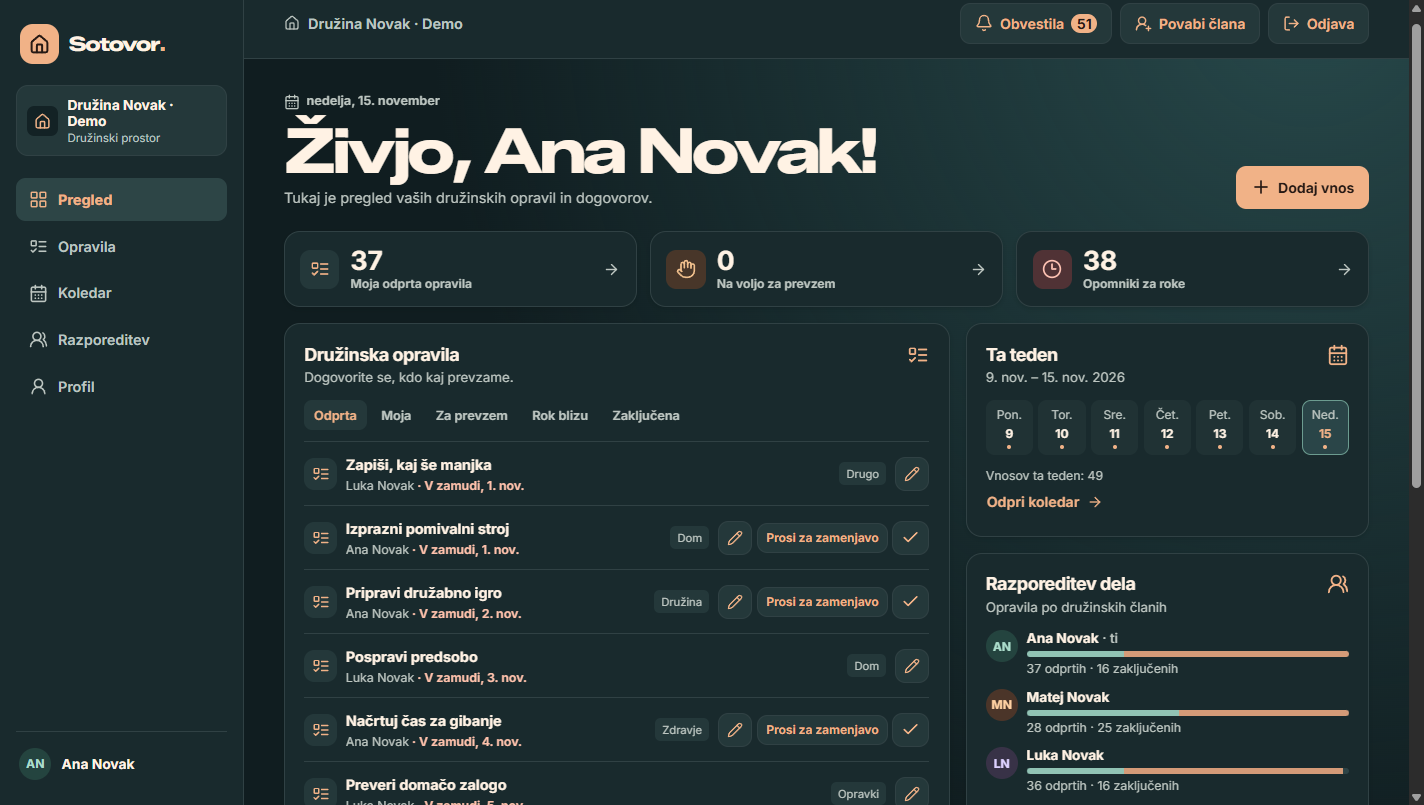 Sotovor.
Družina Novak · Demo
Družinski prostor
Pregled
Opravila
Koledar
Razporeditev
Profil
AN Ana Novak
Družina Novak · Demo
Obvestila 51
Povabi člana
Odjava
nedelja, 15. november
Živjo, Ana Novak!
Tukaj je pregled vaših družinskih opravil in dogovorov.
Dodaj vnos
37
Moja odprta opravila
0
Na voljo za prevzem
38
Opomniki za roke
Družinska opravila
Dogovorite se, kdo kaj prevzame.
Odprta Moja Za prevzem Rok blizu Zaključena
Zapiši, kaj še manjka
Luka Novak · V zamudi, 1. nov.
Drugo
Izprazni pomivalni stroj
Ana Novak · V zamudi, 1. nov.
Dom Prosi za zamenjavo
Pripravi družabno igro
Ana Novak · V zamudi, 2. nov.
Družina Prosi za zamenjavo
Pospravi predsobo
Luka Novak · V zamudi, 3. nov.
Dom
Načrtuj čas za gibanje
Ana Novak · V zamudi, 4. nov.
Zdravje Prosi za zamenjavo
Preveri domačo zalogo
Luka Novak · V zamudi, 5. nov.
Opravki
Ta teden
9. nov. – 15. nov. 2026
Pon. Tor. Sre. Čet. Pet. Sob. Ned.
9 10 11 12 13 14 15
Vnosov ta teden: 49
Odpri koledar
Razporeditev dela
Opravila po družinskih članih
AN Ana Novak · ti
37 odprtih · 16 zaključenih
MN Matej Novak
28 odprtih · 25 zaključenih
LN Luka Novak
36 odprtih · 16 zaključenih